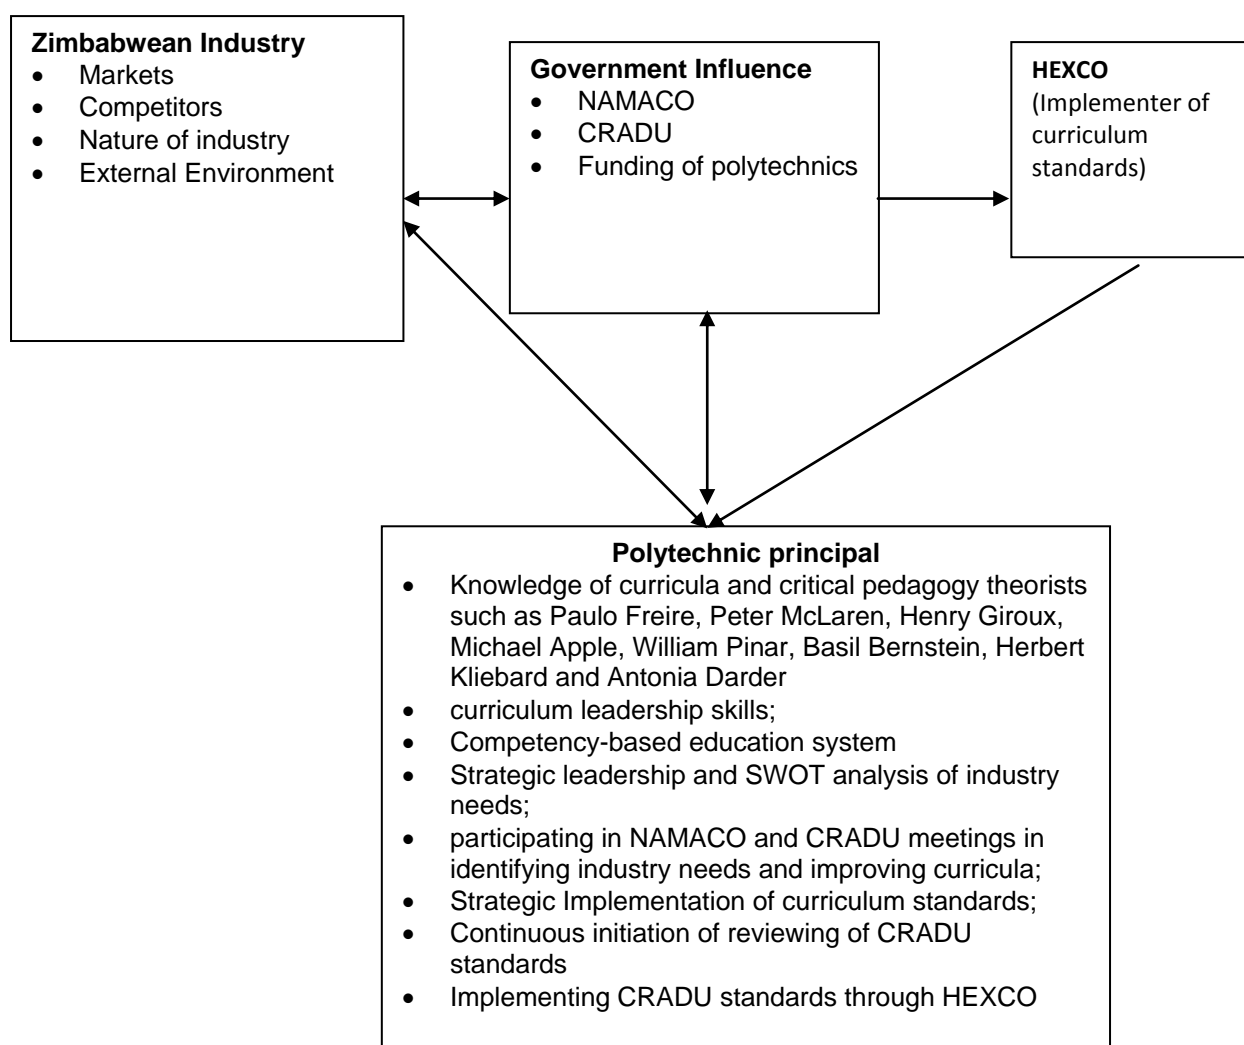 Zimbabwean Industry
• Markets
• Competitors
• Nature of industry
• External Environment
Government Influence
• NAMACO
• CRADU
• Funding of polytechnics
HEXCO
(Implementer of
curriculum
standards)
Polytechnic principal
• Knowledge of curricula and critical pedagogy theorists
such as Paulo Freire, Peter McLaren, Henry Giroux,
Michael Apple, William Pinar, Basil Bernstein, Herbert
Kliebard and Antonia Darder
• curriculum leadership skills;
• Competency-based education system
• Strategic leadership and SWOT analysis of industry
needs;
• participating in NAMACO and CRADU meetings in
identifying industry needs and improving curricula;
• Strategic Implementation of curriculum standards;
• Continuous initiation of reviewing of CRADU
standards
• Implementing CRADU standards through HEXCO